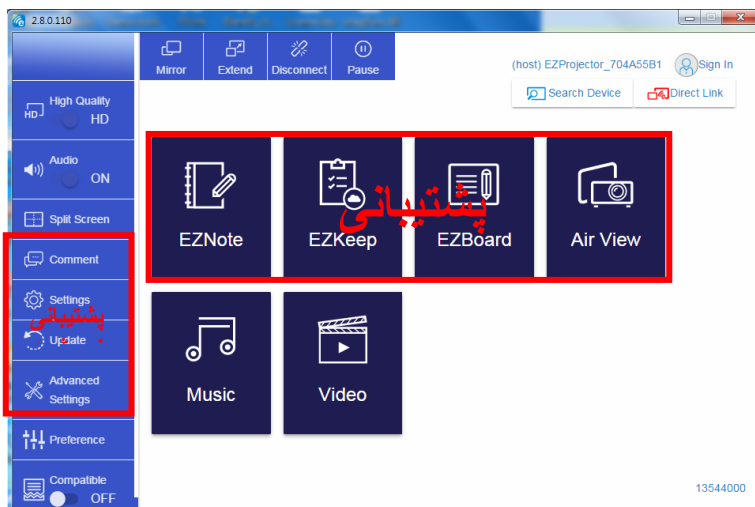 2.8.0.110
Mirror Extend Disconnect Pause
(host) EZProjector_704A55B1 Sign In
Search Device Direct Link
High Quality
HD HD
Audio
ON
Split Screen
Comment
Settings
پشتیبانی
Update
Advanced
Settings
Preference
Compatible
OFF
پشتیبانی
EZNote EZKeep EZBoard Air View
Music Video
13544000